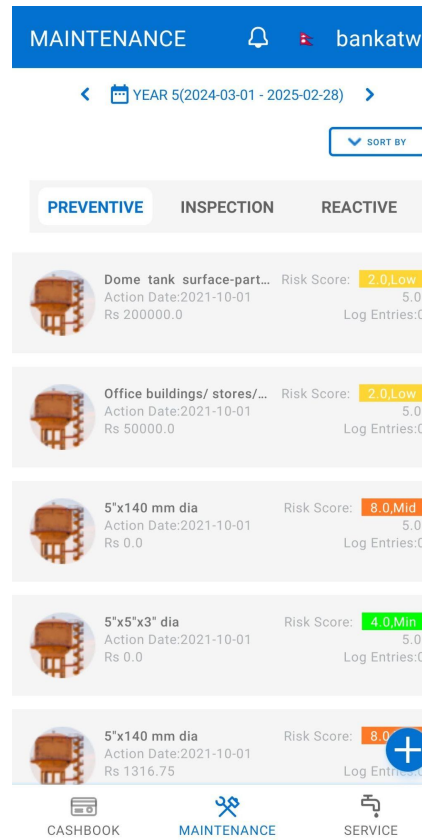 MAINTENANCE bankatw
YEAR 5(2024-03-01 - 2025-02-28)
SORT BY
PREVENTIVE INSPECTION REACTIVE
Dome tank surface-part... Risk Score: 2.0,Low
Action Date:2021-10-01 5.0
Rs 200000.0 Log Entries:0
Office buildings/ stores/... Risk Score: 2.0,Low
Action Date:2021-10-01 5.0
Rs 50000.0 Log Entries:0
5"x140 mm dia Risk Score: 8.0,Mid
Action Date:2021-10-01 5.0
Rs 0.0 Log Entries:0
5"x5"x3" dia Risk Score: 4.0,Min
Action Date:2021-10-01 5.0
Rs 0.0 Log Entries:0
5"x140 mm dia Risk Score: 8.0
Action Date:2021-10-01
Rs 1316.75 Log
CASHBOOK MAINTENANCE SERVICE